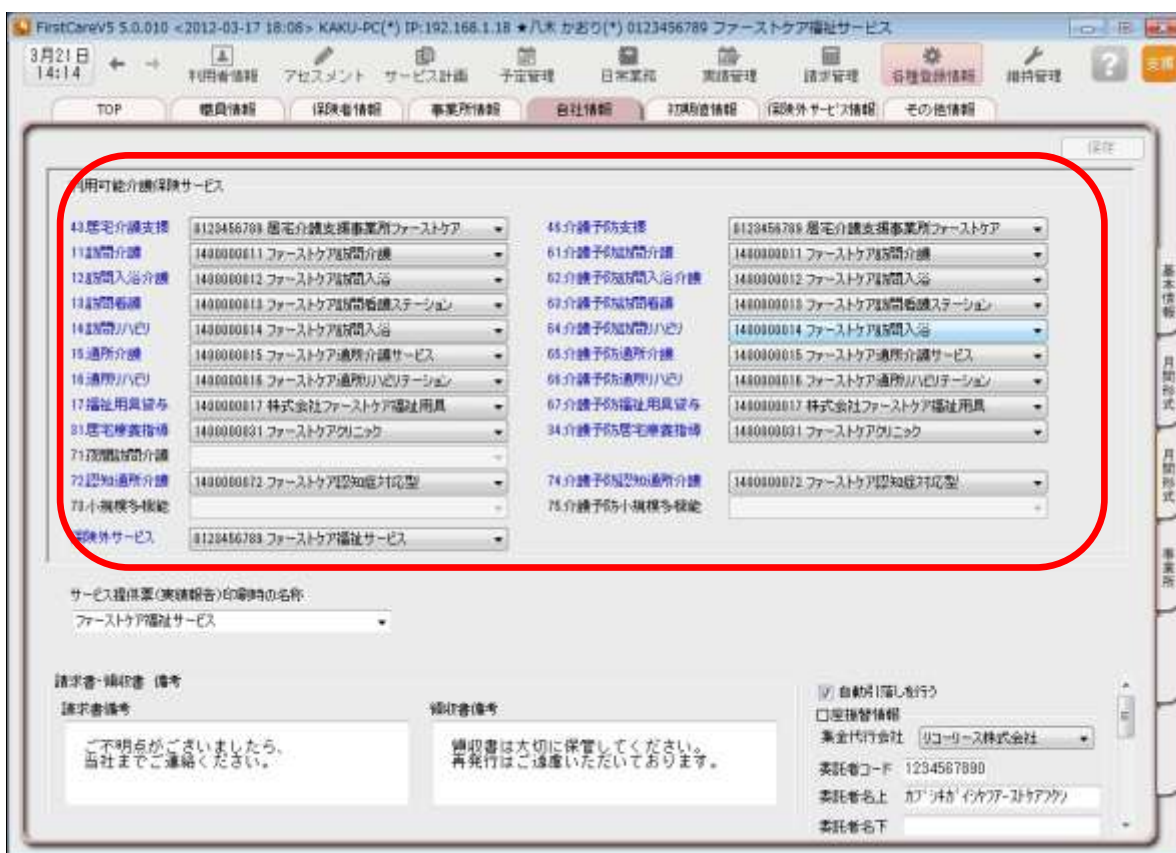 FirstCareV5 5.0.010 <2012-03-17 18:06> KAKU-PC(*) IP:192.168.1.18 ★八木 かおり(*) 0123456789 ファーストケア福祉サービス
3月21日
14:14
利用者情報 アセスメント サービス計画 予定管理 日常業務 実績管理 請求管理 各種登録情報 維持管理 ? 支援
TOP 職員情報 保険者情報 事業所情報 自社情報 初期設定情報 保険外サービス情報 その他情報
保存
利用可能介護保険サービス
43.居宅介護支援 0123456789 居宅介護支援事業所ファーストケア 46.介護予防支援 0123456789 居宅介護支援事業所ファーストケア
11.訪問介護 1400000011 ファーストケア訪問介護 61.介護予防訪問介護 1400000011 ファーストケア訪問介護
12.訪問入浴介護 1400000012 ファーストケア訪問入浴 62.介護予防訪問入浴介護 1400000012 ファーストケア訪問入浴
13.訪問看護 1400000013 ファーストケア訪問看護ステーション 63.介護予防訪問看護 1400000013 ファーストケア訪問看護ステーション
14.訪問リハビリ 1400000014 ファーストケア訪問入浴 64.介護予防訪問リハビリ 1400000014 ファーストケア訪問入浴
15.通所介護 1400000015 ファーストケア通所介護サービス 65.介護予防通所介護 1400000015 ファーストケア通所介護サービス
16.通所リハビリ 1400000016 ファーストケア通所リハビリテーション 66.介護予防通所リハビリ 1400000016 ファーストケア通所リハビリテーション
17.福祉用具貸与 1400000017 株式会社ファーストケア福祉用具 67.介護予防福祉用具貸与 1400000017 株式会社ファーストケア福祉用具
31.居宅療養指導 1400000031 ファーストケアクリニック 34.介護予防居宅療養指導 1400000031 ファーストケアクリニック
71.夜間訪問介護
72.認知通所介護 1400000072 ファーストケア認知症対応型 74.介護予防認知通所介護 1400000072 ファーストケア認知症対応型
73.小規模多機能 75.介護予防小規模多機能
保険外サービス 0123456789 ファーストケア福祉サービス
サービス提供票(実績報告)印刷時の名称
ファーストケア福祉サービス
請求書・領収書 備考
請求書備考
ご不明点がございましたら、
当社までご連絡ください。
領収書備考
領収書は大切に保管してください。
再発行はご遠慮いただいております。
自動引落しを行う
口座振替情報
集金代行会社 リコーリース株式会社
委託者コード 1234567890
委託者名上 カブシキガイシヤフアーストケアフクシ
委託者名下
基本情報
月間形式
月間形式
事業所